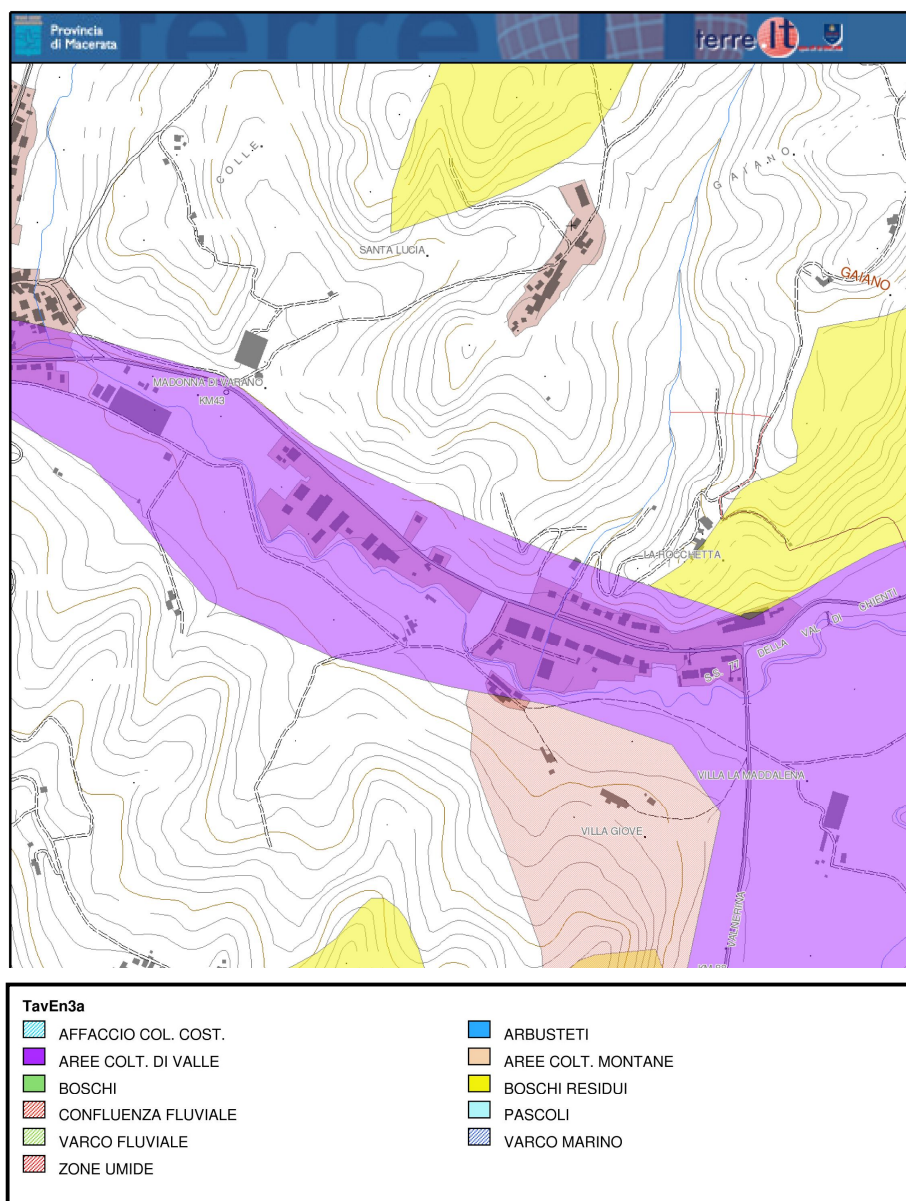 Provincia
di Macerata
terre.it
COLLE
GAIANO
SANTA LUCIA
GAIANO
MADONNA DI VARANO
KM43
LA ROCCHETTA
S.S. 77 DELLA VAL DI CHIENTI
VILLA LA MADDALENA
VILLA GIOVE
VALNERINA
TavEn3a
AFFACCIO COL. COST.
AREE COLT. DI VALLE
BOSCHI
CONFLUENZA FLUVIALE
VARCO FLUVIALE
ZONE UMIDE
ARBUSTETI
AREE COLT. MONTANE
BOSCHI RESIDUI
PASCOLI
VARCO MARINO